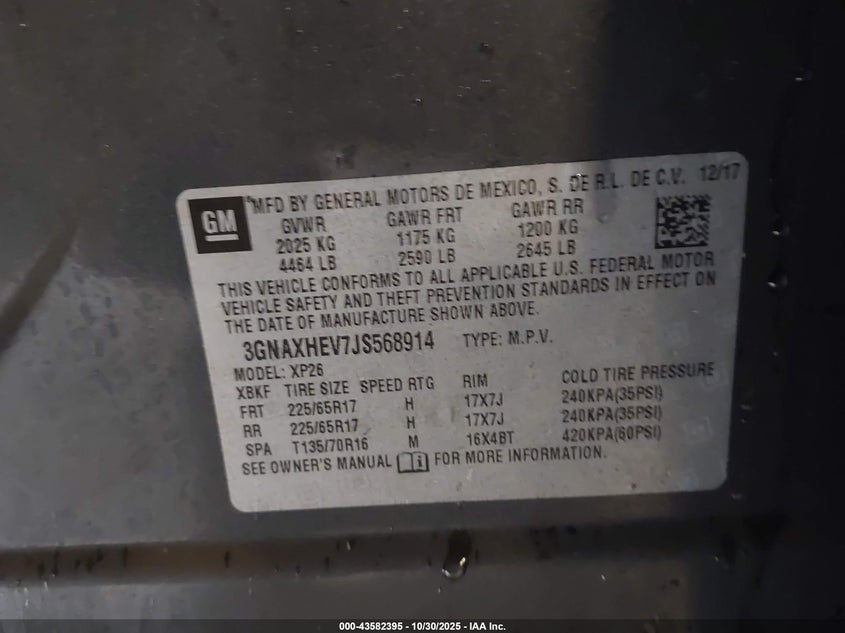 GM
MFD BY GENERAL MOTORS DE MEXICO, S. DE R.L. DE C.V. 12/17
GVWR GAWR FRT GAWR RR
2025 KG 1175 KG 1200 KG
4464 LB 2590 LB 2645 LB
THIS VEHICLE CONFORMS TO ALL APPLICABLE U.S. FEDERAL MOTOR
VEHICLE SAFETY AND THEFT PREVENTION STANDARDS IN EFFECT ON
THE DATE OF MANUFACTURE SHOWN ABOVE.
3GNAXHEV7JS568914 TYPE: M.P.V.
MODEL: XP26
XBKF TIRE SIZE SPEED RTG RIM COLD TIRE PRESSURE
FRT 225/65R17 H 17X7J 240KPA(35PSI)
RR 225/65R17 H 17X7J 240KPA(35PSI)
SPA T135/70R16 M 16X4BT 420KPA(60PSI)
SEE OWNER'S MANUAL FOR MORE INFORMATION.
000-43582395 - 10/30/2025 - IAA Inc.